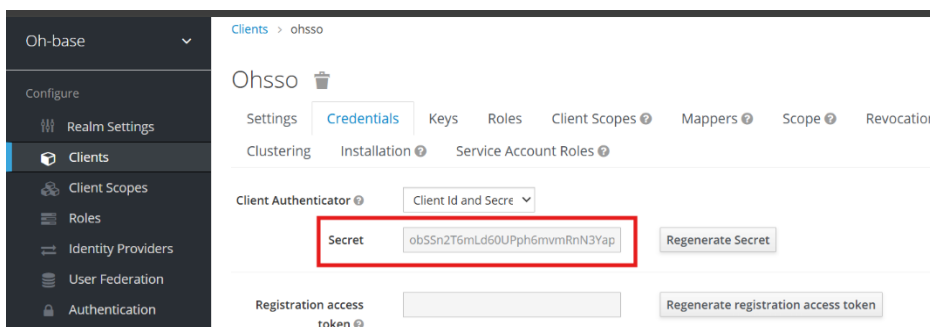 Oh-base
Clients > ohsso
Ohsso
Configure
Settings Credentials Keys Roles Client Scopes Mappers Scope Revocation
Realm Settings
Clustering Installation Service Account Roles
Clients
Client Scopes
Client Authenticator Client Id and Secre
Roles
Secret obSSn2T6mLd60UPph6mvmRnN3Yap Regenerate Secret
Identity Providers
User Federation
Registration access token Regenerate registration access token
Authentication